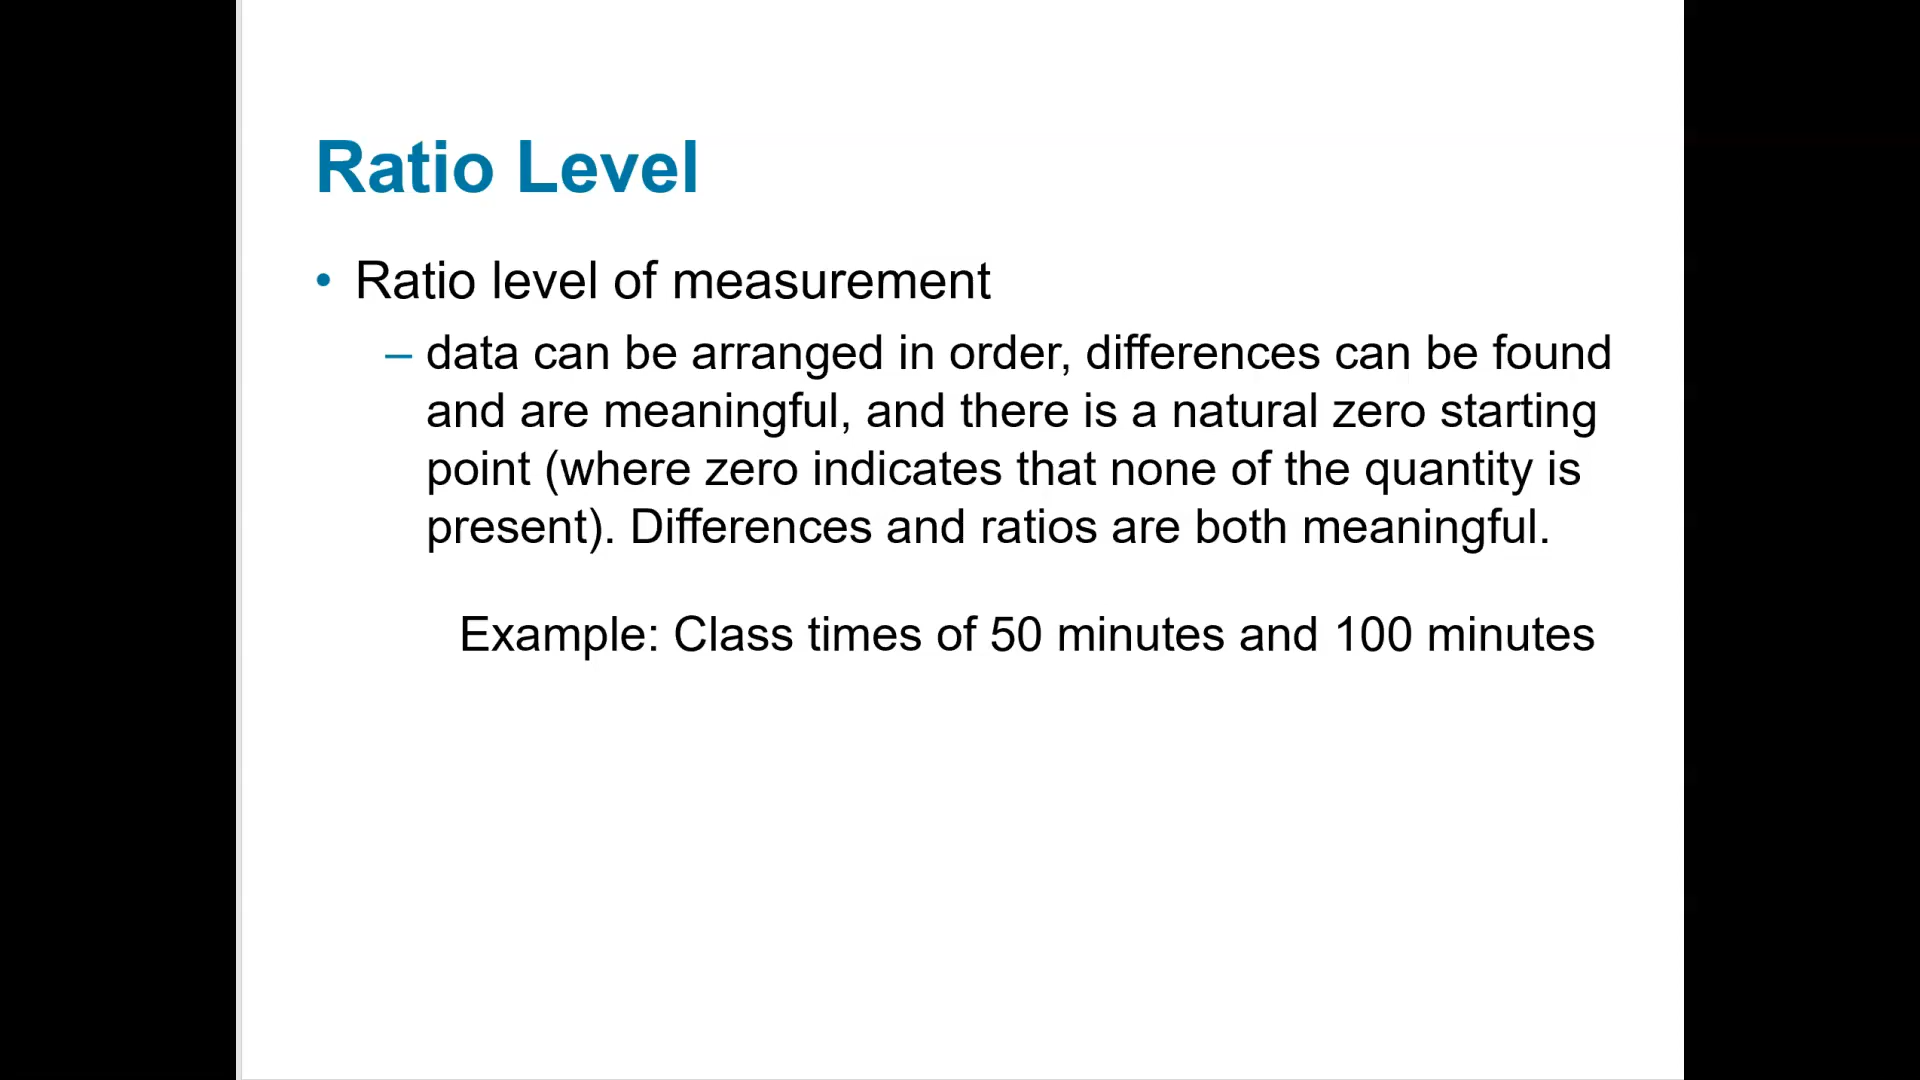 Ratio Level
• Ratio level of measurement
– data can be arranged in order, differences can be found
and are meaningful, and there is a natural zero starting
point (where zero indicates that none of the quantity is
present). Differences and ratios are both meaningful.
Example: Class times of 50 minutes and 100 minutes